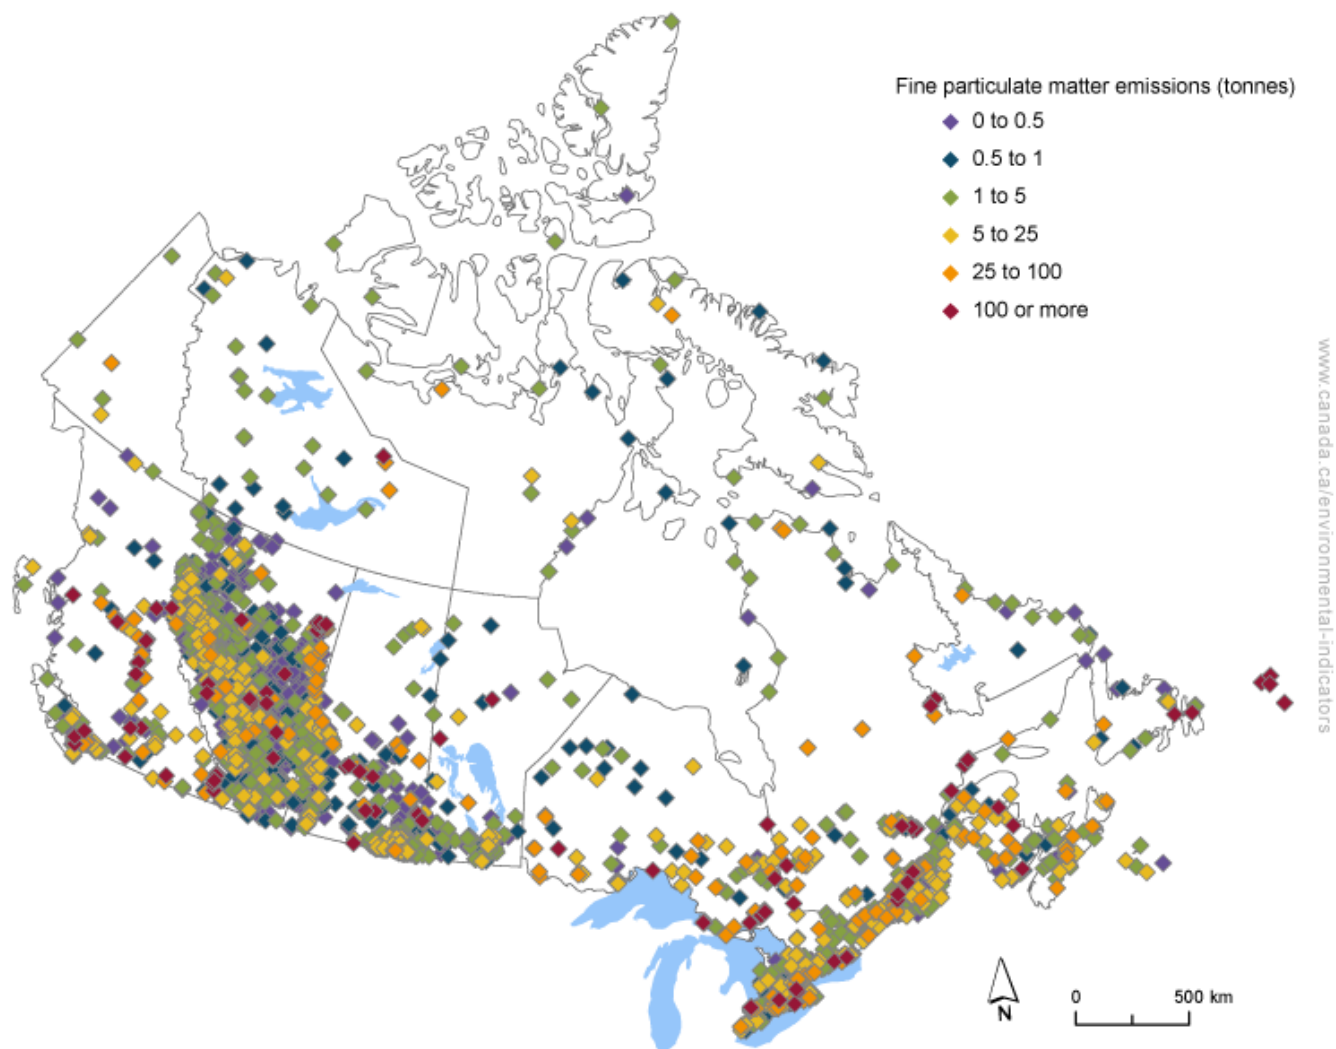 Fine particulate matter emissions (tonnes)
0 to 0.5
0.5 to 1
1 to 5
5 to 25
25 to 100
100 or more
www.canada.ca/environmental-indicators
N
0 500 km